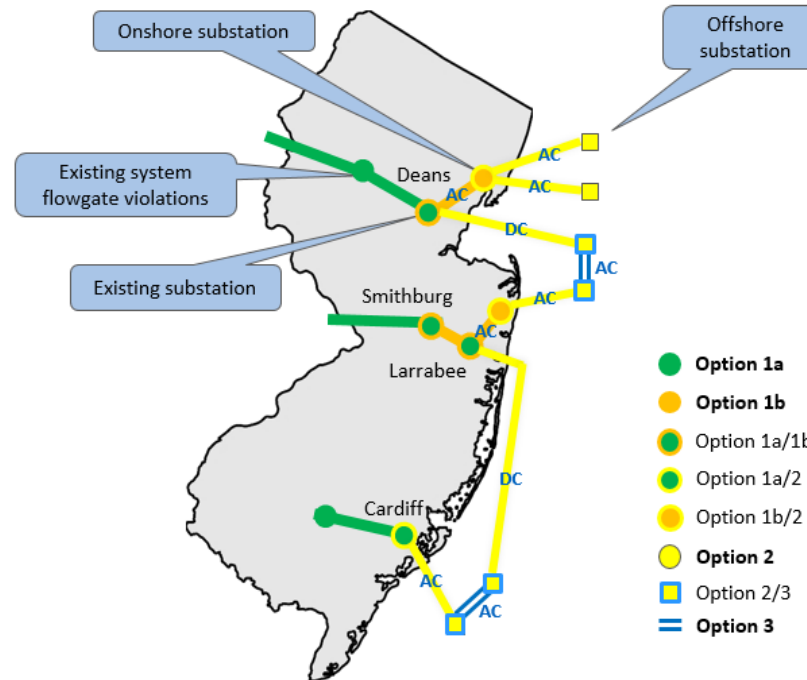 Onshore substation
Offshore
substation
Existing system
flowgate violations
Existing substation
Deans
AC
AC
AC
DC
AC
AC
Smithburg
AC
Larrabee
DC
Cardiff
AC
AC
Option 1a
Option 1b
Option 1a/1b
Option 1a/2
Option 1b/2
Option 2
Option 2/3
Option 3